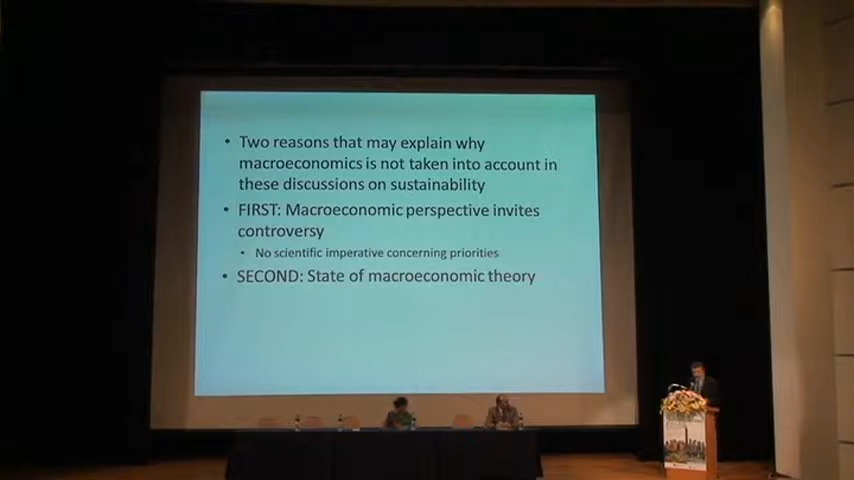 • Two reasons that may explain why
macroeconomics is not taken into account in
these discussions on sustainability
• FIRST: Macroeconomic perspective invites
controversy
• No scientific imperative concerning priorities
• SECOND: State of macroeconomic theory